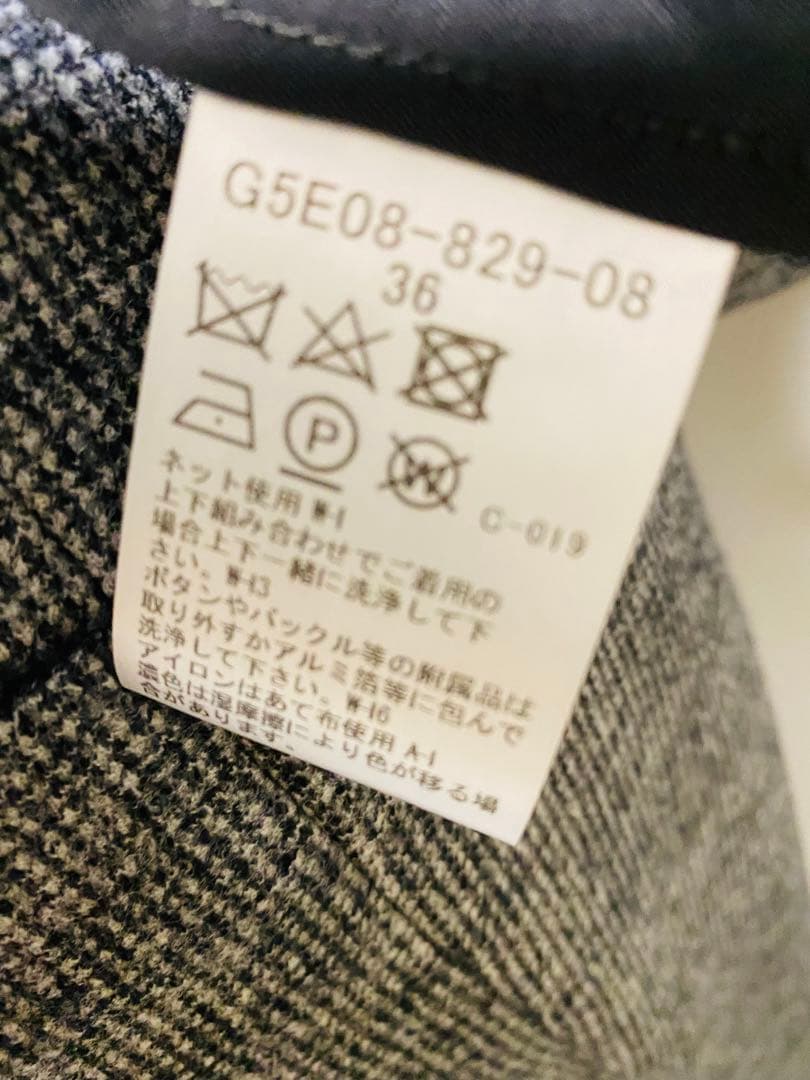 G5E08-829-08
36
P
W
C-019
ネット使用 W-1
上下組み合わせでご着用の
場合上下一緒に洗浄して下
さい。 W-13
ボタンやバックル等の附属品は
取り外すかアルミ箔等に包んで
洗浄して下さい。 W-16
アイロンはあて布使用 A-1
濃色は湿摩擦により色が移る場
合があります。